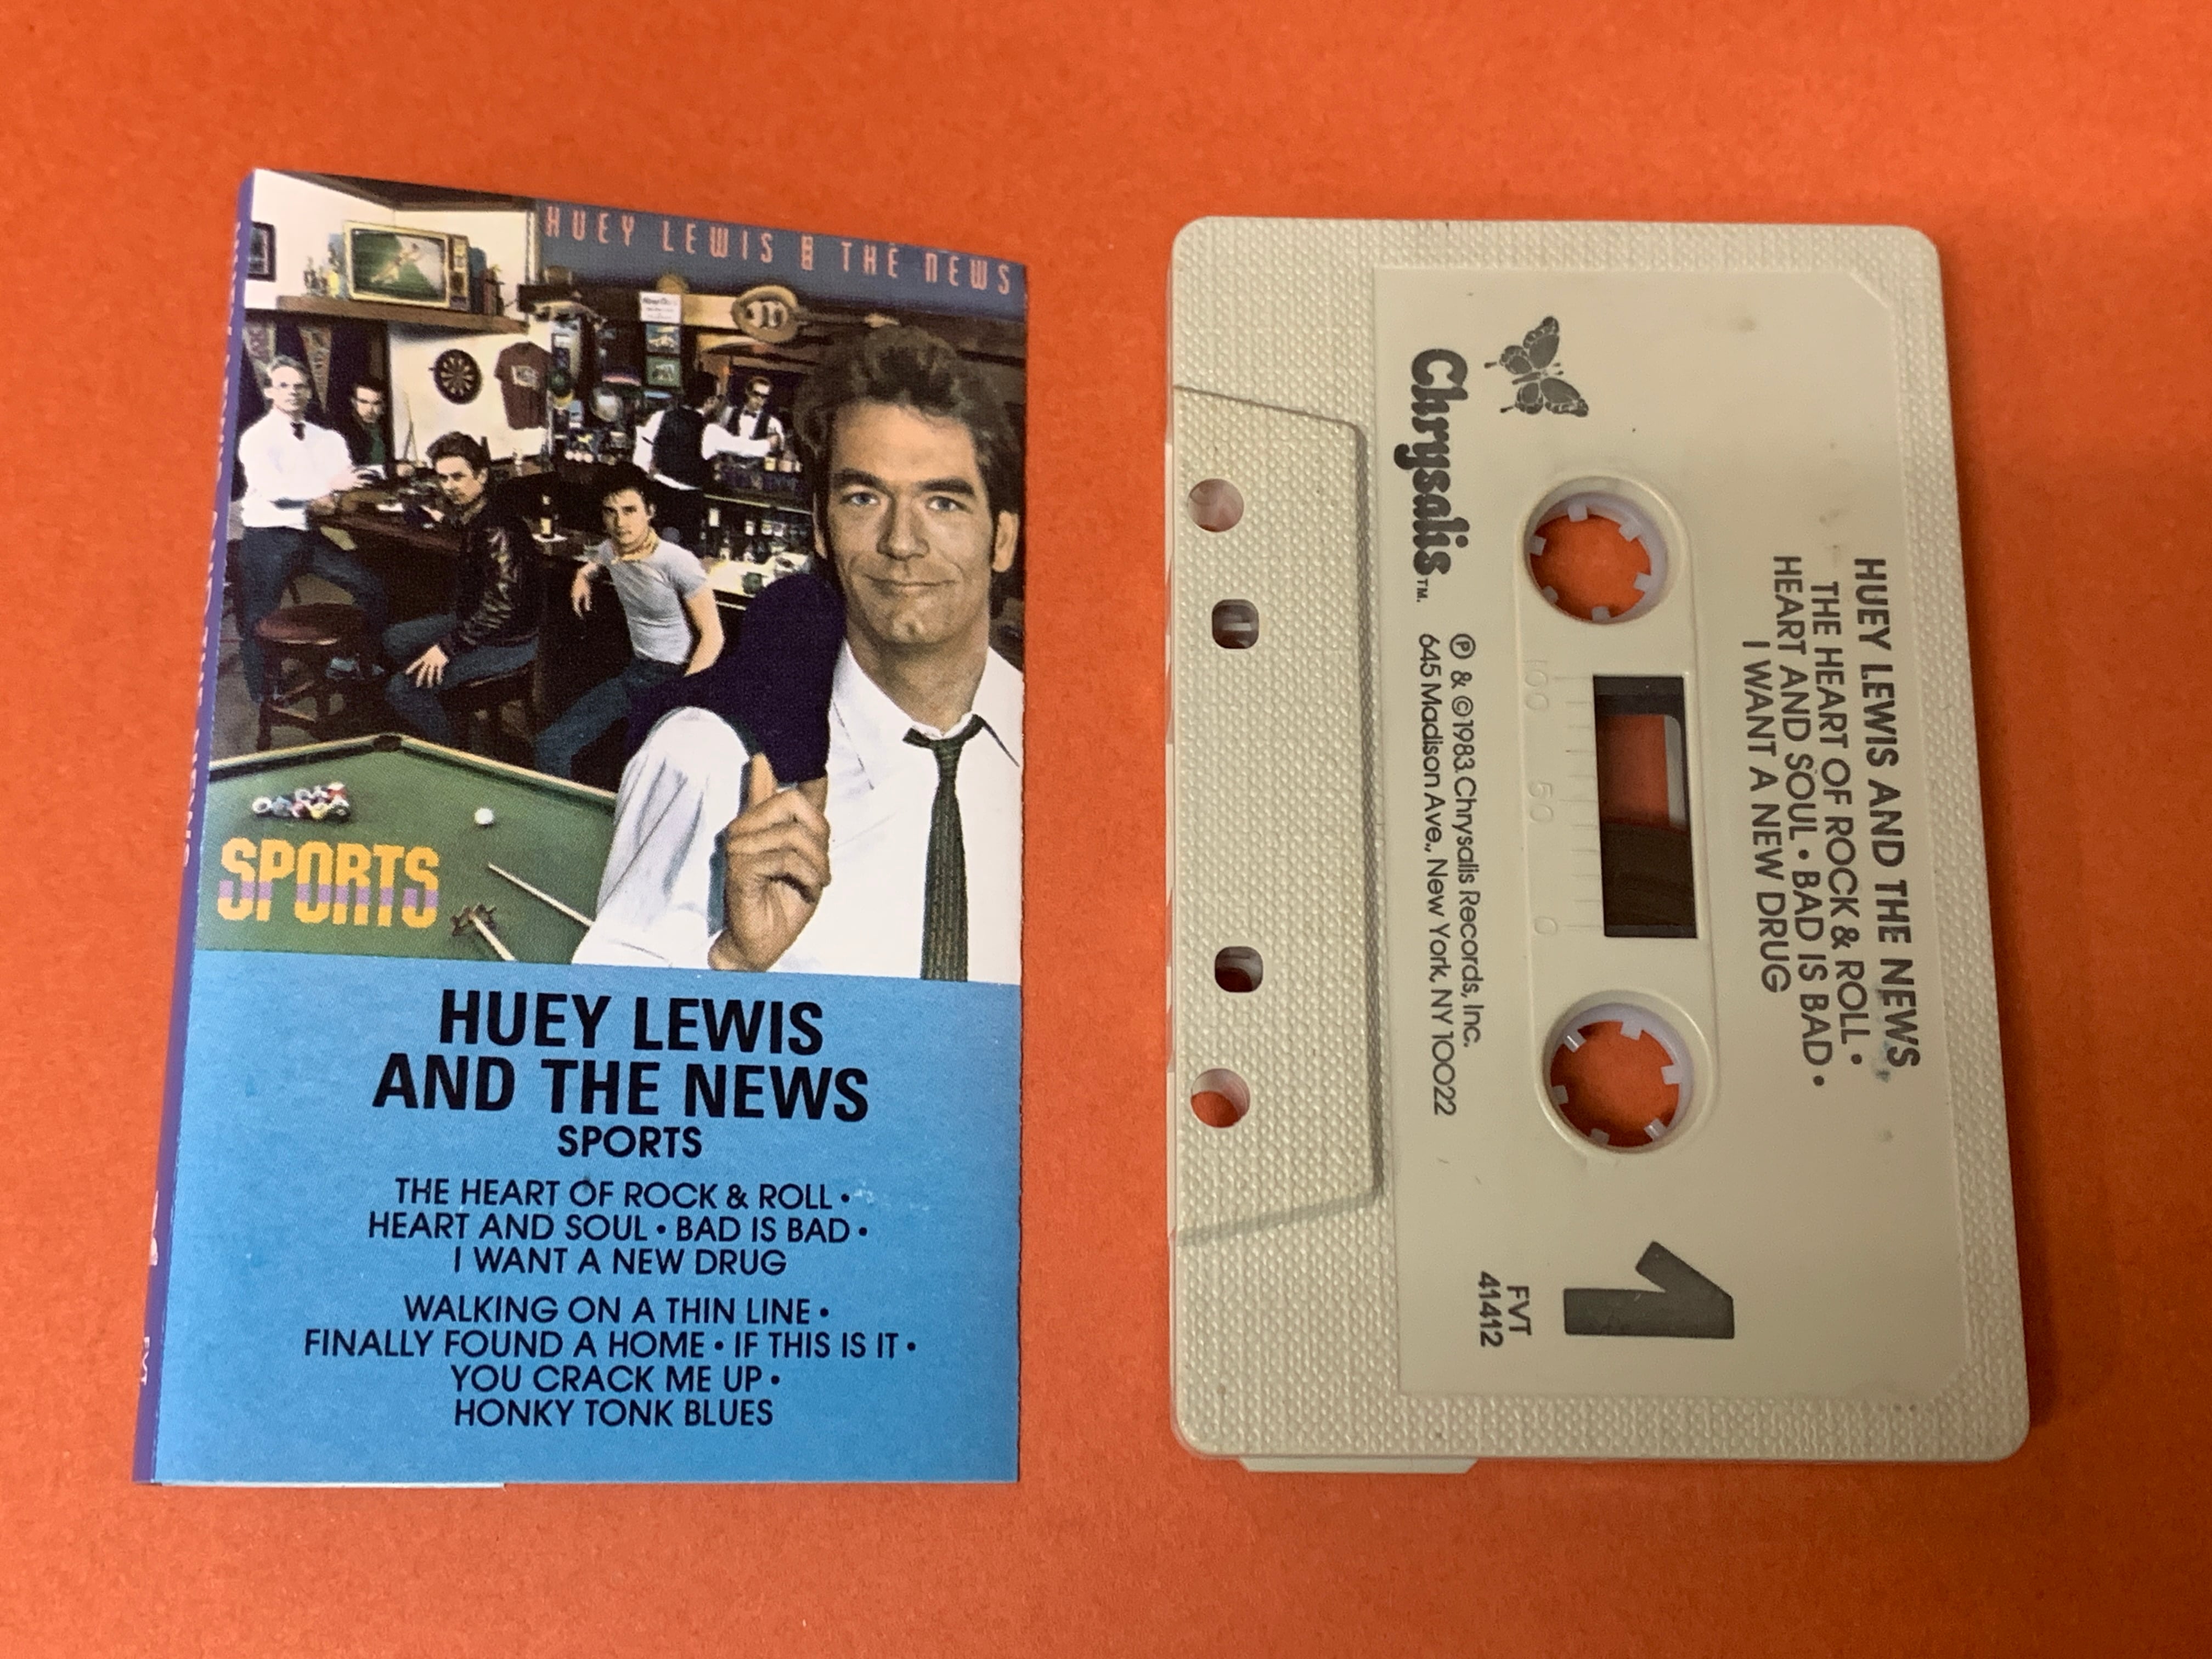 HUEY LEWIS & THE NEWS
SPORTS
HUEY LEWIS
AND THE NEWS
SPORTS
THE HEART OF ROCK & ROLL •
HEART AND SOUL • BAD IS BAD •
I WANT A NEW DRUG
WALKING ON A THIN LINE •
FINALLY FOUND A HOME • IF THIS IS IT •
YOU CRACK ME UP •
HONKY TONK BLUES
HUEY LEWIS AND THE NEWS
THE HEART OF ROCK & ROLL •
HEART AND SOUL • BAD IS BAD •
I WANT A NEW DRUG
100 50 0
Chrysalis™.
℗ & ©1983 Chrysalis Records, Inc.
645 Madison Ave., New York, NY 10022
1
FVT
41412